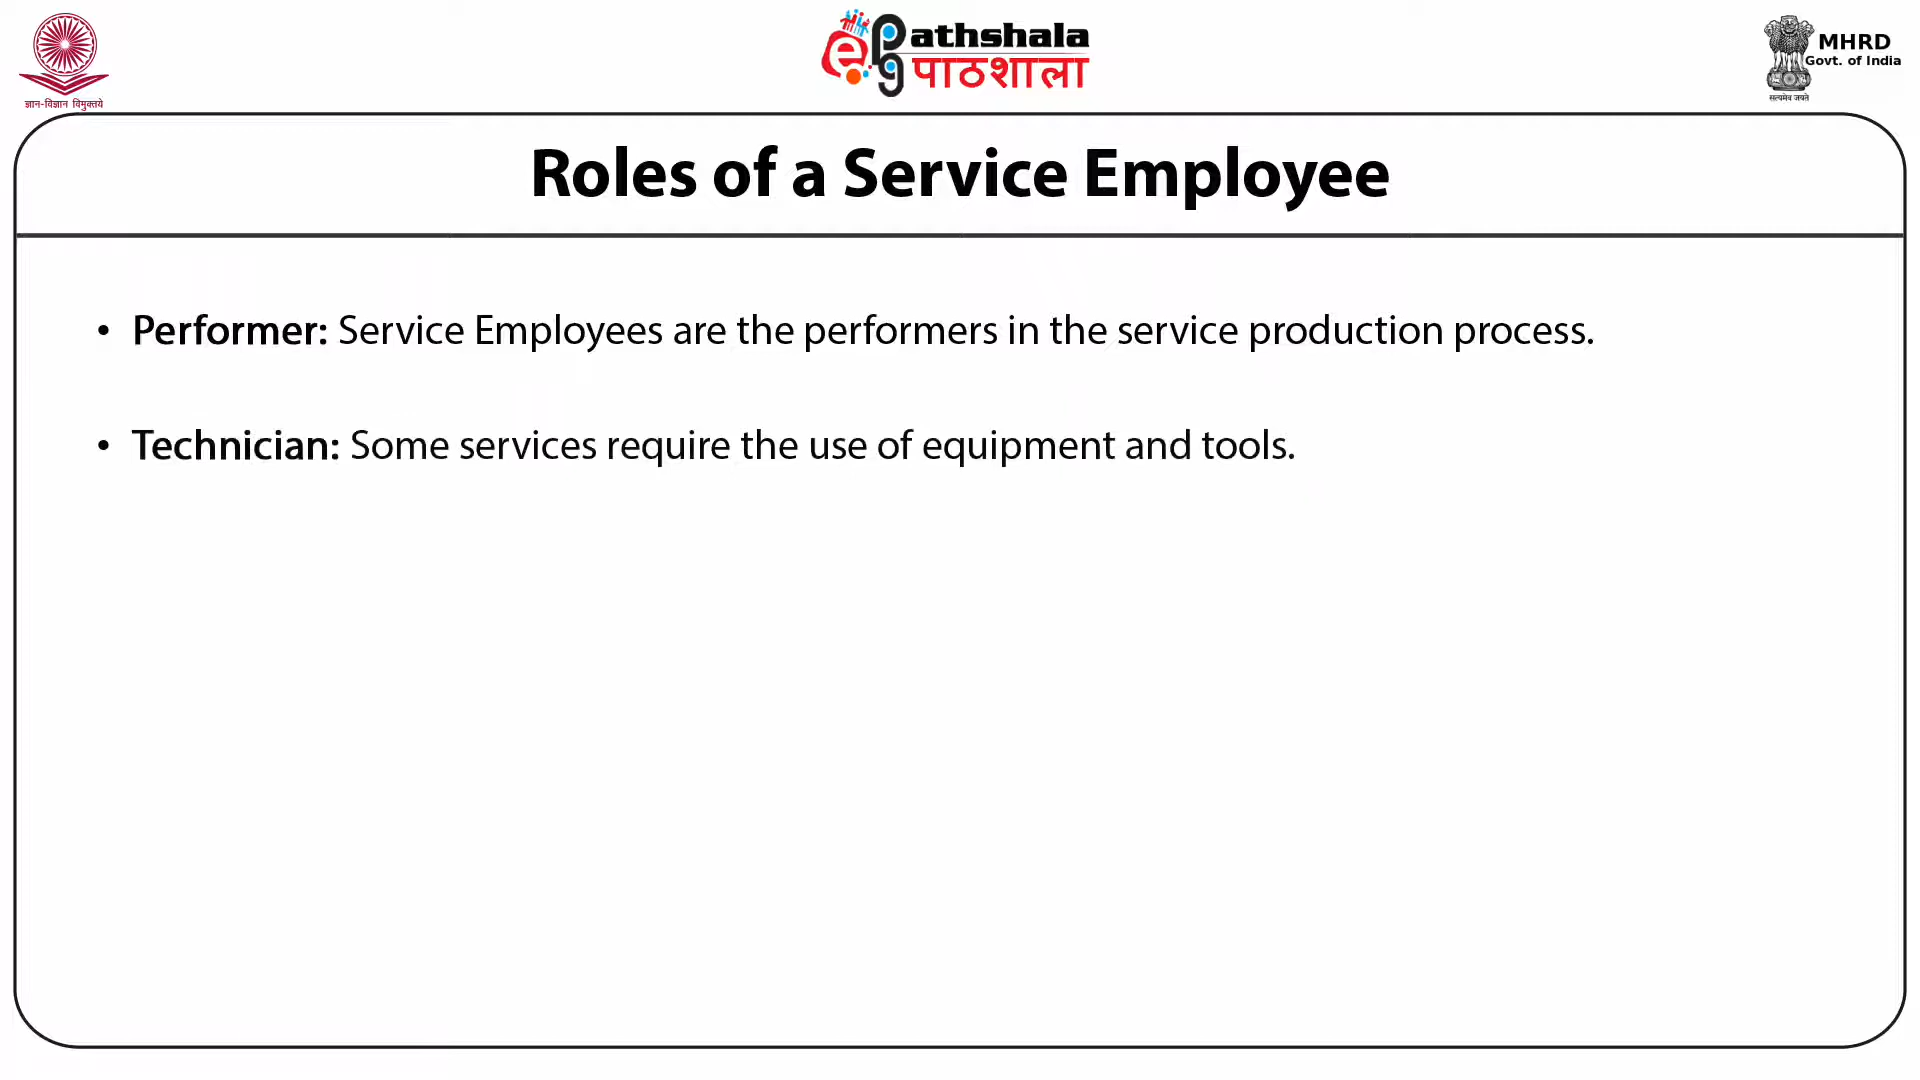 ज्ञान-विज्ञान विमुक्तये
ePG athshala
पाठशाला
MHRD
Govt. of India
सत्यमेव जयते
Roles of a Service Employee
• Performer: Service Employees are the performers in the service production process.
• Technician: Some services require the use of equipment and tools.